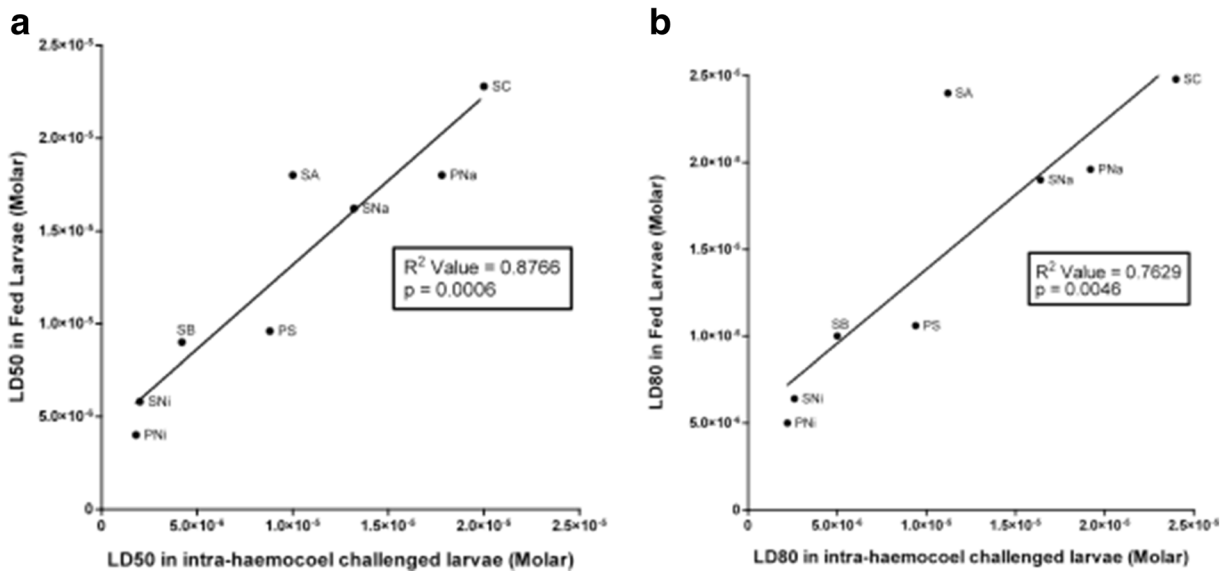 a
LD50 in Fed Larvae (Molar)
2.5×10⁻⁵
2.0×10⁻⁵
1.5×10⁻⁵
1.0×10⁻⁵
5.0×10⁻⁶
0
SC
SA
PNa
SNa
SB
PS
SNi
PNi
R² Value = 0.8766
p = 0.0006
0
5.0×10⁻⁶
1.0×10⁻⁵
1.5×10⁻⁵
2.0×10⁻⁵
2.5×10⁻⁵
LD50 in intra-haemocoel challenged larvae (Molar)
b
LD80 in Fed Larvae (Molar)
2.5×10⁻⁵
2.0×10⁻⁵
1.5×10⁻⁵
1.0×10⁻⁵
5.0×10⁻⁶
0
SC
SA
PNa
SNa
SB
PS
SNi
PNi
R² Value = 0.7629
p = 0.0046
0
5.0×10⁻⁶
1.0×10⁻⁵
1.5×10⁻⁵
2.0×10⁻⁵
2.5×10⁻⁵
LD80 in intra-haemocoel challenged larvae (Molar)